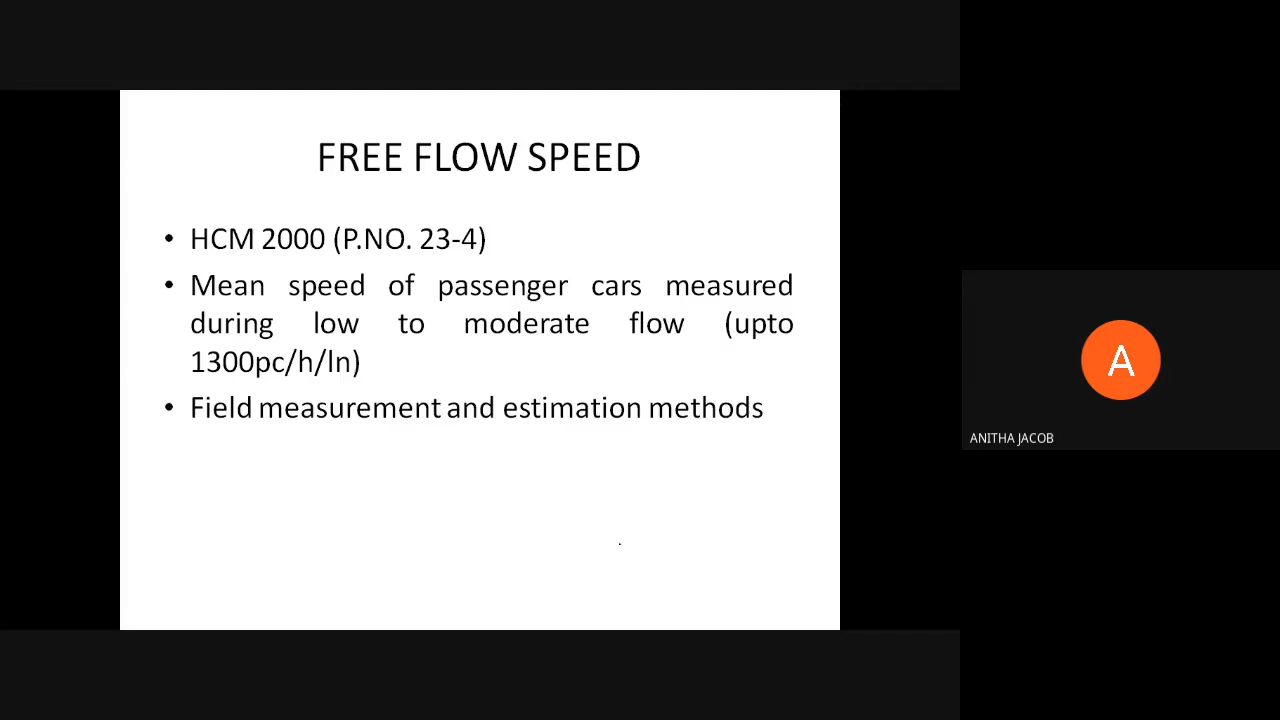 FREE FLOW SPEED
• HCM 2000 (P.NO. 23-4)
• Mean speed of passenger cars measured
during low to moderate flow (upto
1300pc/h/ln)
• Field measurement and estimation methods
A
ANITHA JACOB